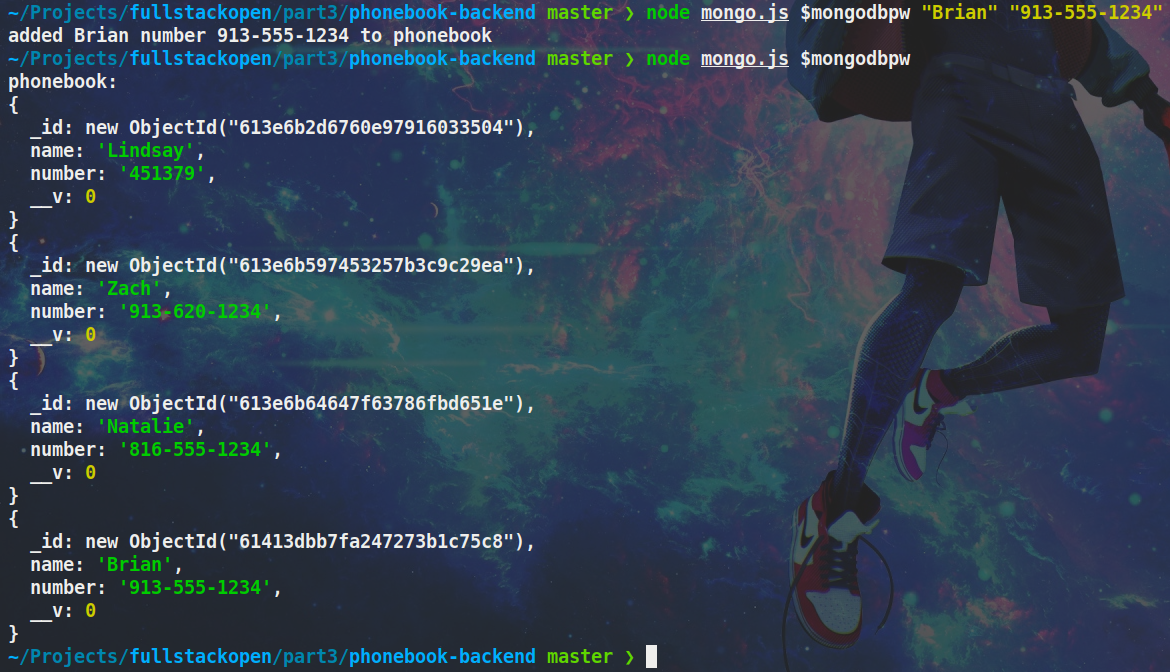 ~/Projects/fullstackopen/part3/phonebook-backend master ❯ node mongo.js $mongodbpw "Brian" "913-555-1234"
added Brian number 913-555-1234 to phonebook
~/Projects/fullstackopen/part3/phonebook-backend master ❯ node mongo.js $mongodbpw
phonebook:
{
  _id: new ObjectId("613e6b2d6760e97916033504"),
  name: 'Lindsay',
  number: '451379',
  __v: 0
}
{
  _id: new ObjectId("613e6b597453257b3c9c29ea"),
  name: 'Zach',
  number: '913-620-1234',
  __v: 0
}
{
  _id: new ObjectId("613e6b64647f63786fbd651e"),
  name: 'Natalie',
  number: '816-555-1234',
  __v: 0
}
{
  _id: new ObjectId("61413dbb7fa247273b1c75c8"),
  name: 'Brian',
  number: '913-555-1234',
  __v: 0
}
~/Projects/fullstackopen/part3/phonebook-backend master ❯